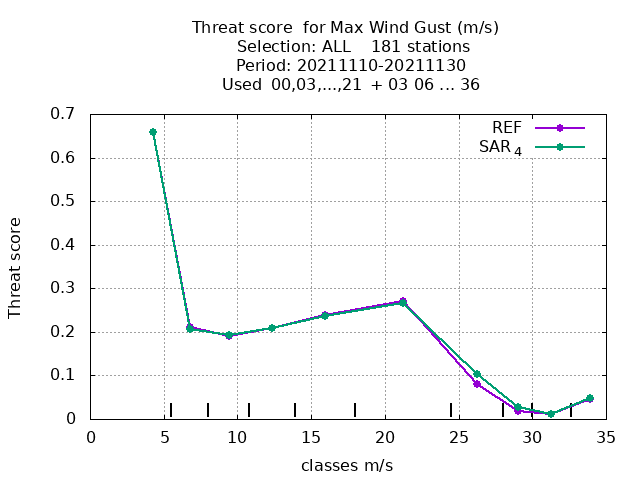 Threat score  for Max Wind Gust (m/s)
Selection: ALL    181 stations
Period: 20211110-20211130
Used  00,03,...,21  + 03 06 ... 36
REF
SAR 4
Threat score
0.7
0.6
0.5
0.4
0.3
0.2
0.1
0
0 5 10 15 20 25 30 35
classes m/s